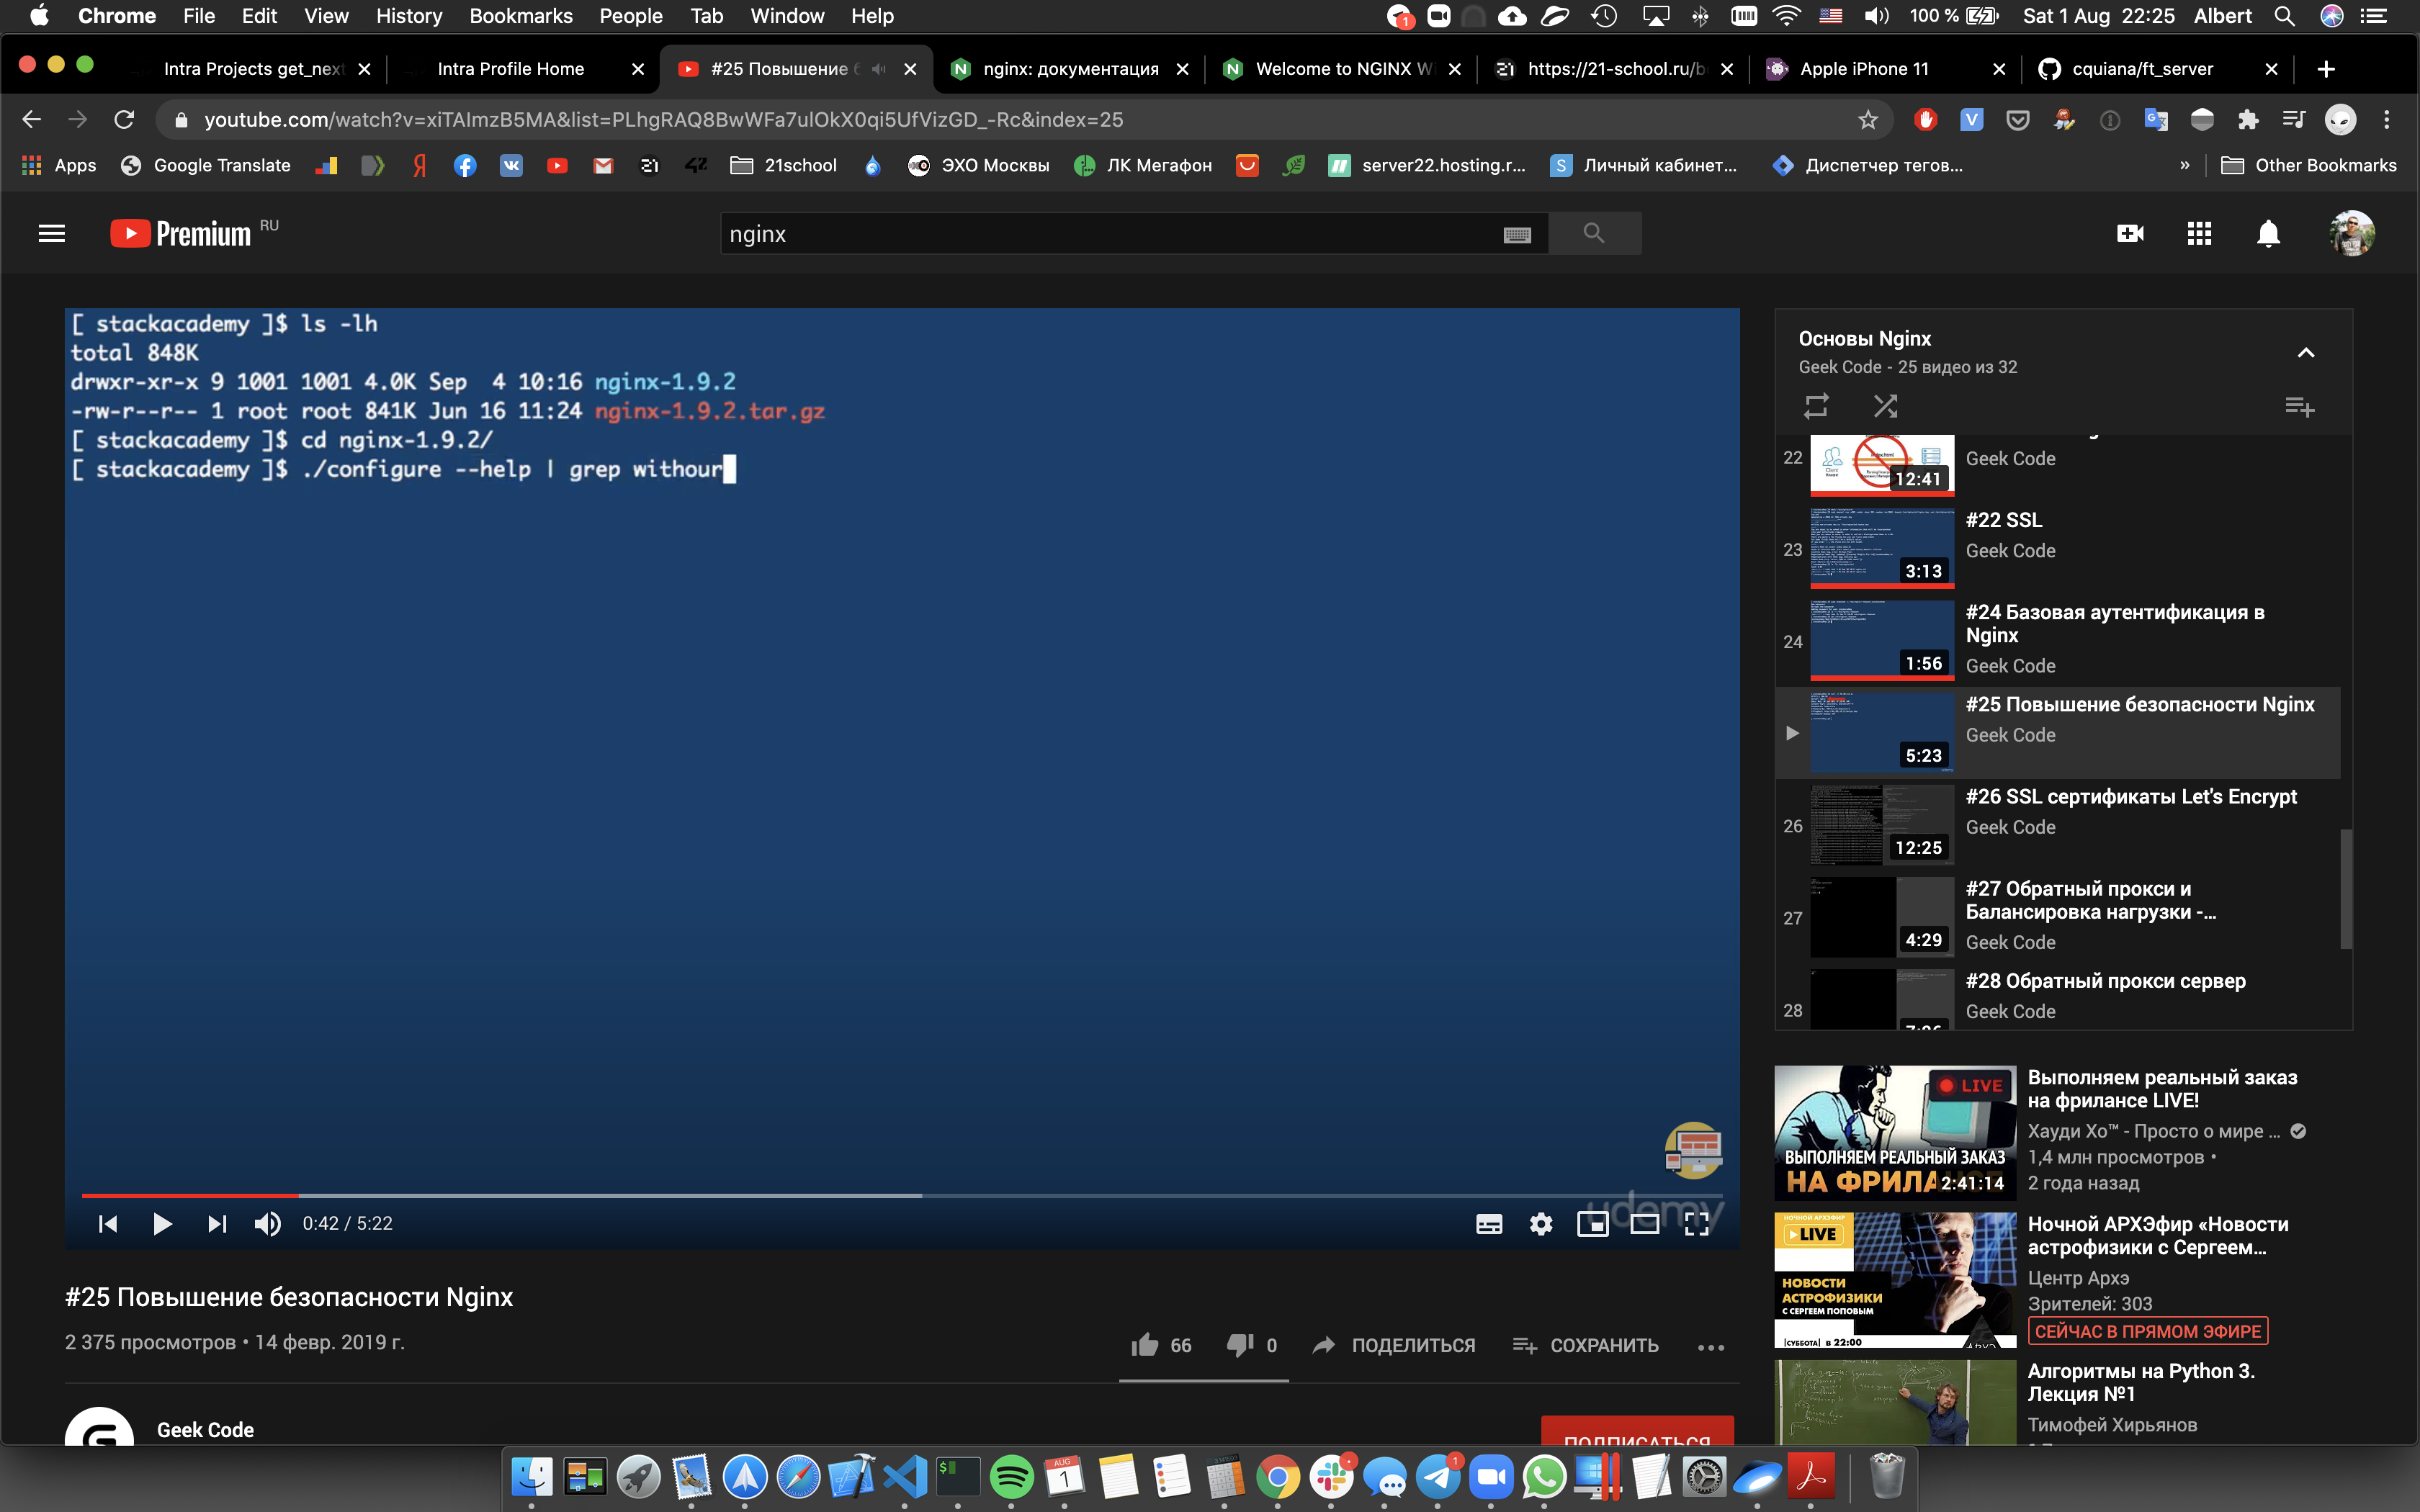 Chrome File Edit View History Bookmarks People Tab Window Help
1 100 % Sat 1 Aug 22:25 Albert
Intra Projects get_next
Intra Profile Home
#25 Повышение б
nginx: документация
Welcome to NGINX Wi
https://21-school.ru/b
Apple iPhone 11
cquiana/ft_server
youtube.com/watch?v=xiTAlmzB5MA&list=PLhgRAQ8BwWFa7ulOkX0qi5UfVizGD_-Rc&index=25
Apps Google Translate 21school ЭХО Москвы ЛК Мегафон server22.hosting.r... Личный кабинет... Диспетчер тегов... » Other Bookmarks
Premium RU
nginx
[ stackacademy ]$ ls -lh
total 848K
drwxr-xr-x 9 1001 1001 4.0K Sep 4 10:16 nginx-1.9.2
-rw-r--r-- 1 root root 841K Jun 16 11:24 nginx-1.9.2.tar.gz
[ stackacademy ]$ cd nginx-1.9.2/
[ stackacademy ]$ ./configure --help | grep withour
udemy
0:42 / 5:22
#25 Повышение безопасности Nginx
2 375 просмотров • 14 февр. 2019 г.
66 0 ПОДЕЛИТЬСЯ СОХРАНИТЬ
Geek Code
ПОДПИСАТЬСЯ
Основы Nginx
Geek Code - 25 видео из 32
22
12:41
Geek Code
23
3:13
#22 SSL
Geek Code
24
1:56
#24 Базовая аутентификация в
Nginx
Geek Code
5:23
#25 Повышение безопасности Nginx
Geek Code
26
12:25
#26 SSL сертификаты Let's Encrypt
Geek Code
27
4:29
#27 Обратный прокси и
Балансировка нагрузки -...
Geek Code
28
#28 Обратный прокси сервер
Geek Code
LIVE
ВЫПОЛНЯЕМ РЕАЛЬНЫЙ ЗАКАЗ
НА ФРИЛАНСЕ
2:41:14
Выполняем реальный заказ
на фрилансе LIVE!
Хауди Хо™ - Просто о мире ...
1,4 млн просмотров •
2 года назад
НОЧНОЙ АРХЭФИР
LIVE
НОВОСТИ
АСТРОФИЗИКИ
С СЕРГЕЕМ ПОПОВЫМ
|СУББОТА| в 22:00
Ночной АРХЭфир «Новости
астрофизики с Сергеем...
Центр Архэ
Зрителей: 303
СЕЙЧАС В ПРЯМОМ ЭФИРЕ
Алгоритмы на Python 3.
Лекция №1
Тимофей Хирьянов
AUG
1
1